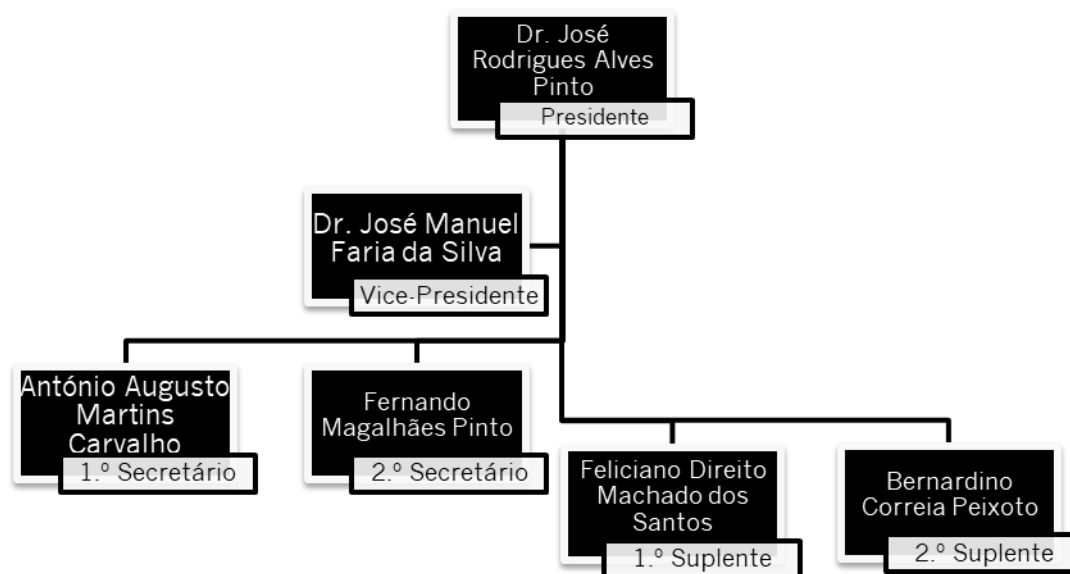 Dr. José
Rodrigues Alves
Pinto
Presidente
Dr. José Manuel
Faria da Silva
Vice-Presidente
António Augusto
Martins
Carvalho
1.º Secretário
Fernando
Magalhães Pinto
2.º Secretário
Feliciano Direito
Machado dos
Santos
1.º Suplente
Bernardino
Correia Peixoto
2.º Suplente